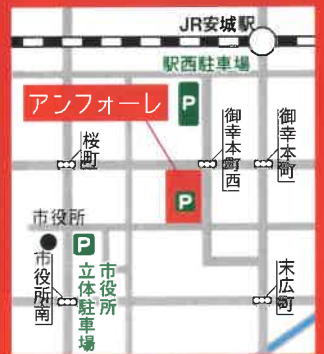 JR安城駅
駅西駐車場
P
アンフォーレ
桜町
御幸本町西
御幸本町
P
市役所
P
市役所南
市役所
立体駐車場
末広町